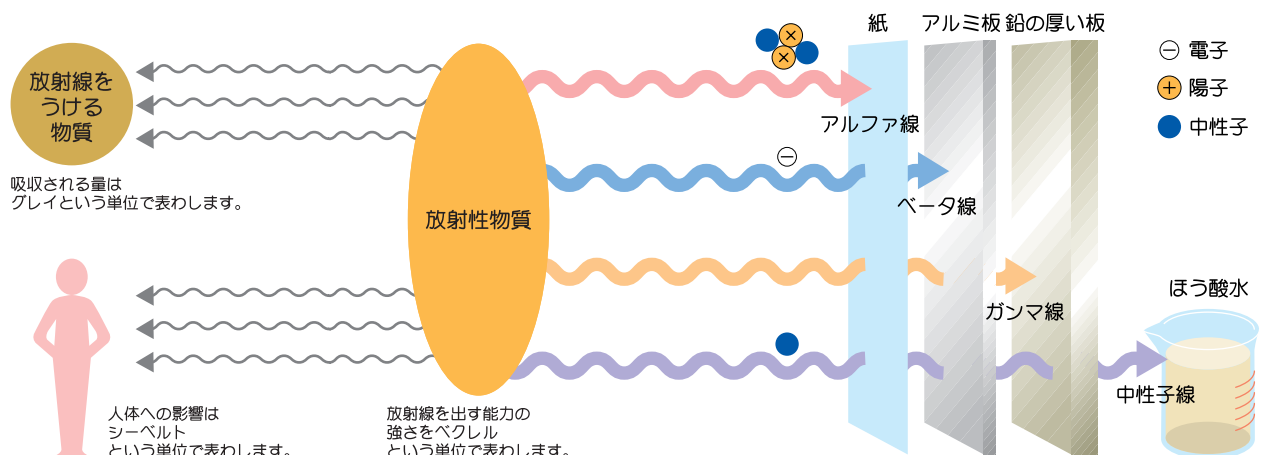 放射線を
うける
物質
吸収される量は
グレイという単位で表わします。
人体への影響は
シーベルト
という単位で表わします。
放射性物質
放射線を出す能力の
強さをベクレル
という単位で表わします。
紙
アルミ板
鉛の厚い板
アルファ線
ベータ線
ガンマ線
中性子線
ほう酸水
電子
陽子
中性子